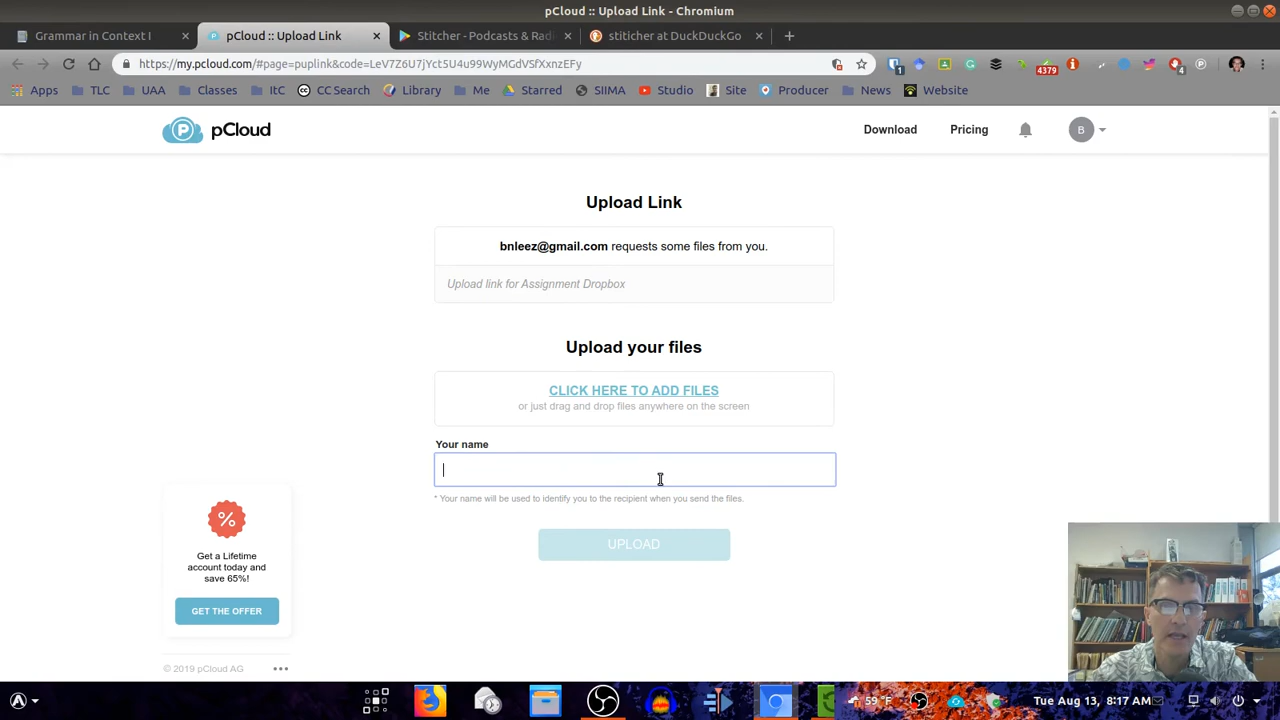 pCloud :: Upload Link - Chromium
Grammar in Context I
pCloud :: Upload Link
Stitcher - Podcasts & Radi
stiticher at DuckDuckGo
https://my.pcloud.com/#page=puplink&code=LeV7Z6U7jYct5U4u99WyMGdVSfXxnzEFy
1
4379
4
Apps
TLC
UAA
Classes
ItC
CC Search
Library
Me
Starred
SIIMA
Studio
Site
Producer
News
Website
pCloud
Download
Pricing
B
Upload Link
bnleez@gmail.com requests some files from you.
Upload link for Assignment Dropbox
Upload your files
CLICK HERE TO ADD FILES
or just drag and drop files anywhere on the screen
Your name
* Your name will be used to identify you to the recipient when you send the files.
UPLOAD
Get a Lifetime
account today and
save 65%!
GET THE OFFER
© 2019 pCloud AG
59 °F
Tue Aug 13, 8:17 AM